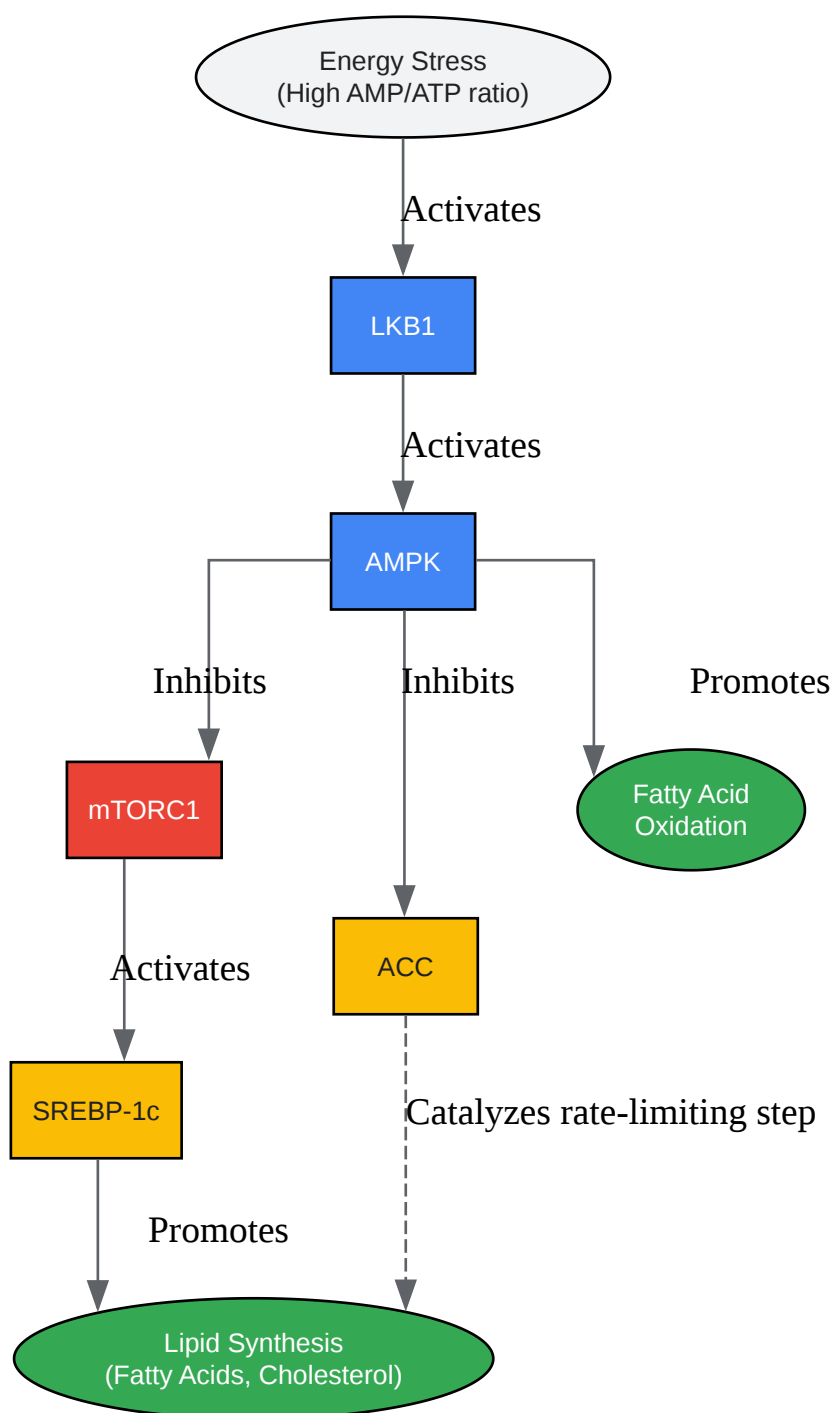 Energy Stress
(High AMP/ATP ratio)
Activates
LKB1
Activates
AMPK
Inhibits
Inhibits
Promotes
mTORC1
Fatty Acid
Oxidation
Activates
ACC
SREBP-1c
Catalyzes rate-limiting step
Promotes
Lipid Synthesis
(Fatty Acids, Cholesterol)